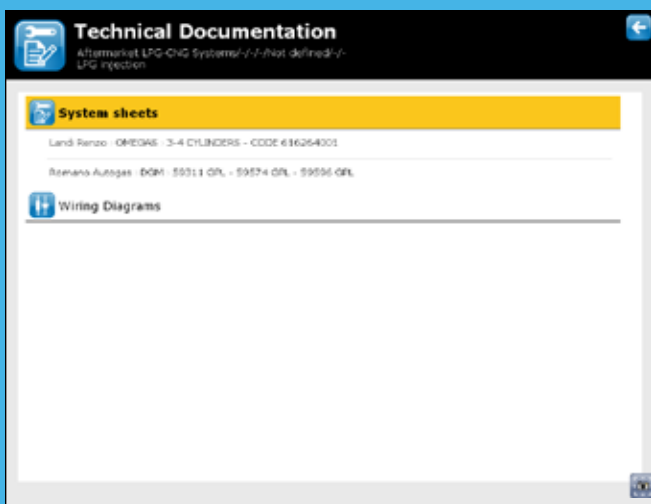 Technical Documentation
Aftermarket LPG-CNG Systems/-/-/-/Not defined/-/-
LPG injection
System sheets
Landi Renzo - OMEGAS - 3-4 CYLINDERS - CODE 616264001
Romano Autogas - DGM - 59311 GPL - 59574 GPL - 59596 GPL
Wiring Diagrams